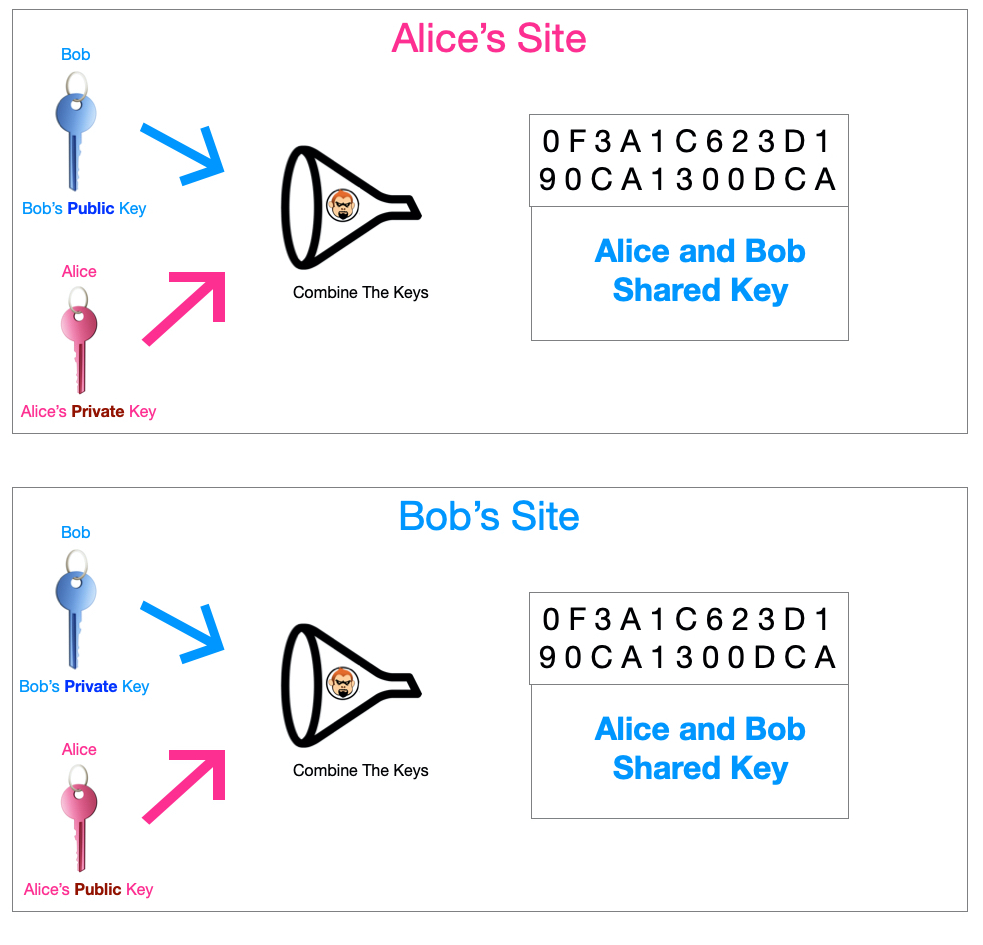 Alice’s Site
Bob
Bob’s Public Key
Alice
Alice’s Private Key
Combine The Keys
0 F 3 A 1 C 6 2 3 D 1
9 0 C A 1 3 0 0 D C A
Alice and Bob
Shared Key
Bob’s Site
Bob
Bob’s Private Key
Alice
Alice’s Public Key
Combine The Keys
0 F 3 A 1 C 6 2 3 D 1
9 0 C A 1 3 0 0 D C A
Alice and Bob
Shared Key